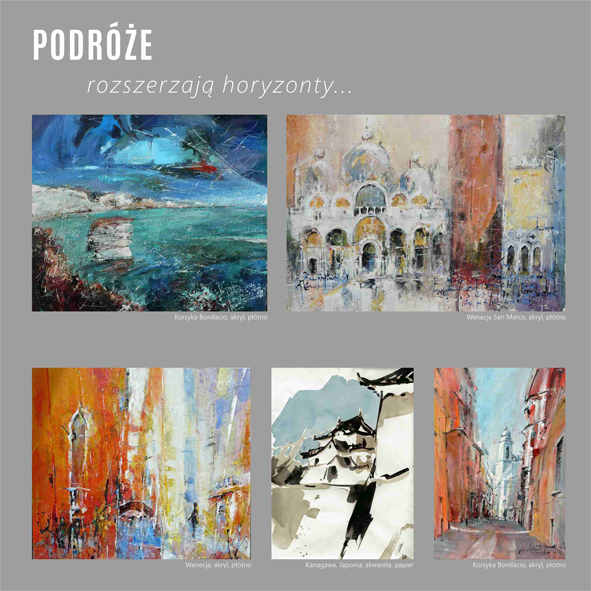 PODRÓŻE
rozszerzają horyzonty...
Korsyka Bonifacio, akryl, płótno
Wenecja San Marco, akryl, płótno
Wenecja, akryl, płótno
Kanagawa, Japonia, akwarela, papier
Korsyka Bonifacio, akryl, płótno